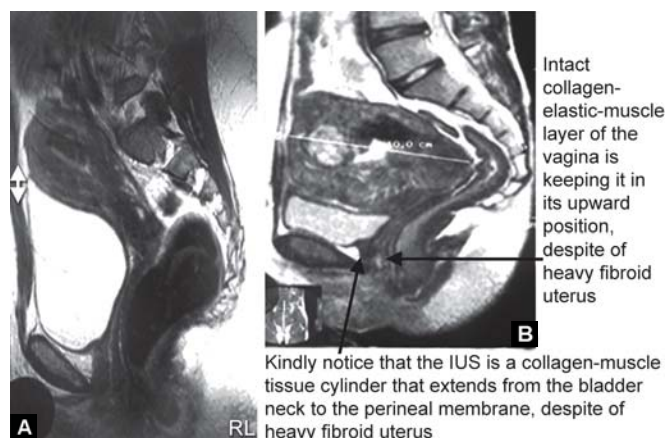 Intact
collagen-
elastic-muscle
layer of the
vagina is
keeping it in
its upward
position,
despite of
heavy fibroid
uterus
10,0 cm
A
RL
B
Kindly notice that the IUS is a collagen-muscle
tissue cylinder that extends from the bladder
neck to the perineal membrane, despite of
heavy fibroid uterus